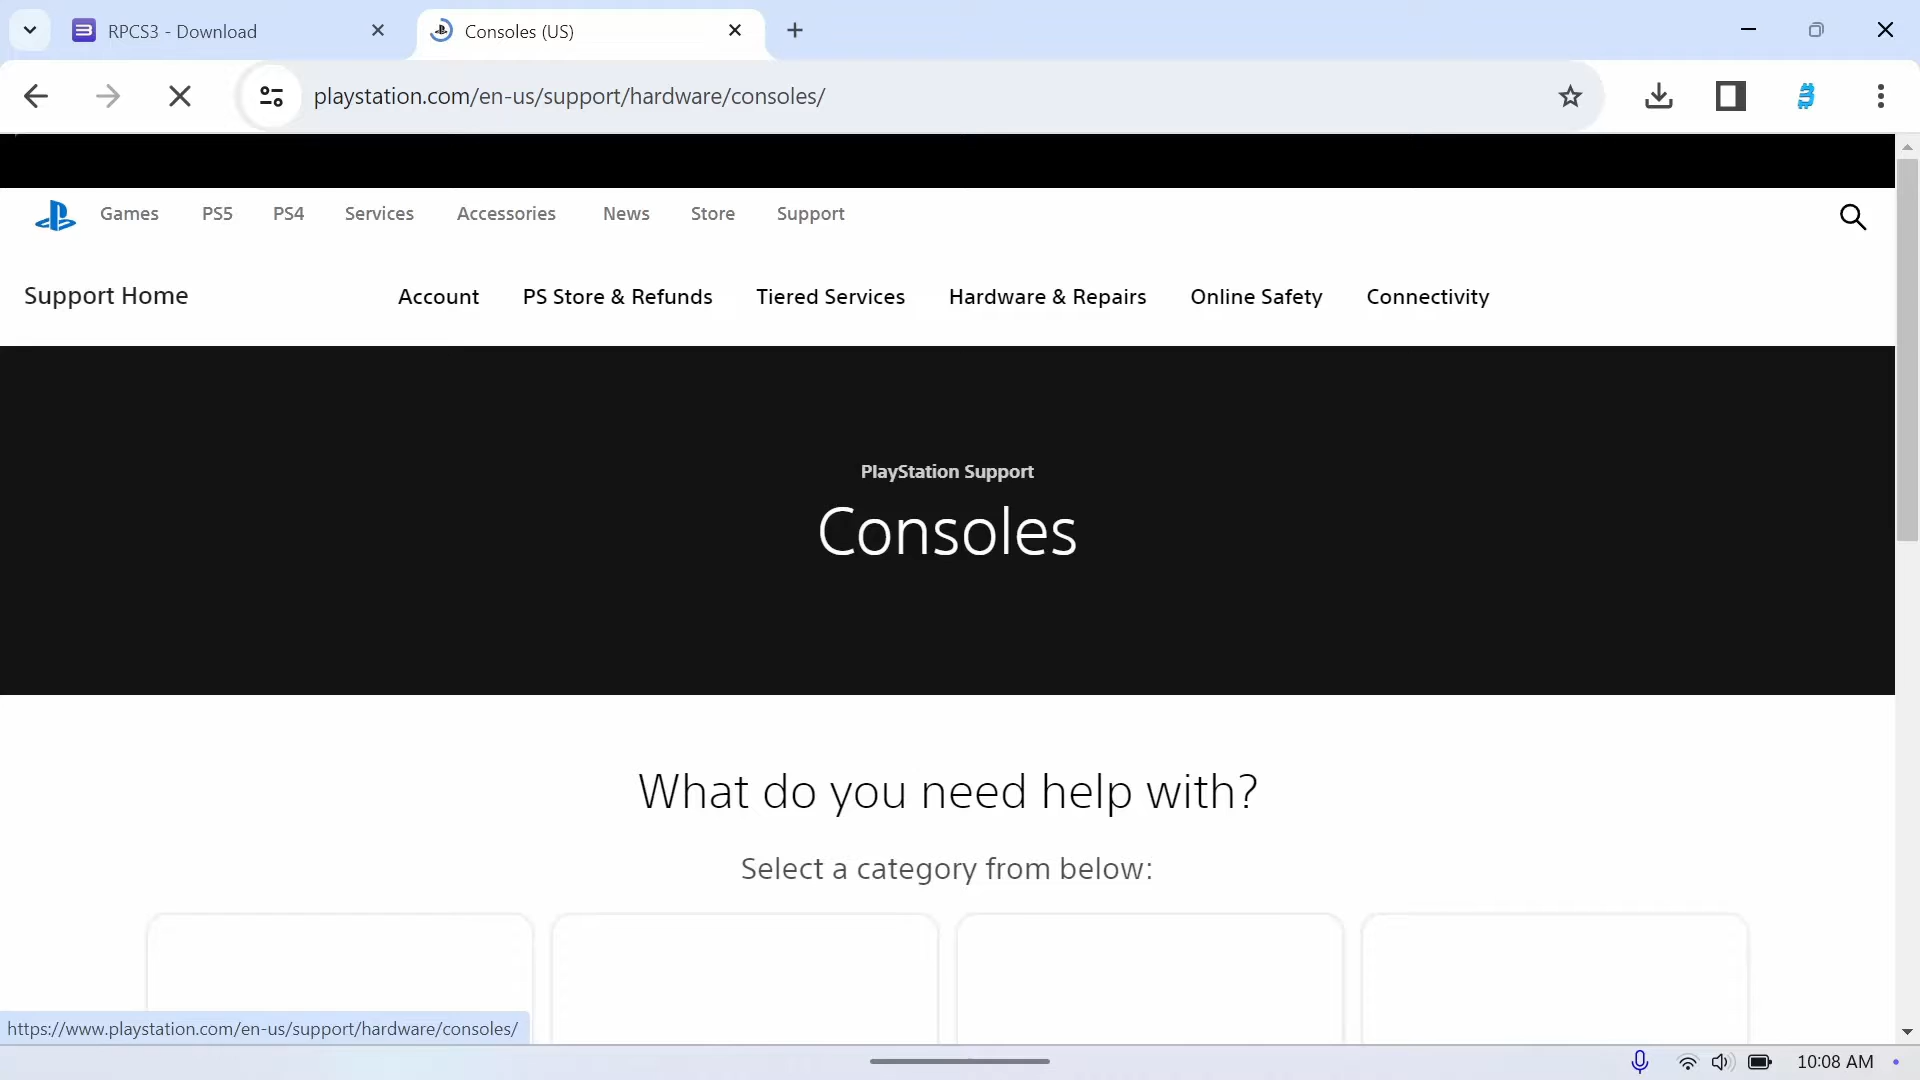 RPCS3 - Download
Consoles (US)
playstation.com/en-us/support/hardware/consoles/
Games PS5 PS4 Services Accessories News Store Support
Support Home Account PS Store & Refunds Tiered Services Hardware & Repairs Online Safety Connectivity
PlayStation Support
Consoles
What do you need help with?
Select a category from below:
https://www.playstation.com/en-us/support/hardware/consoles/
10:08 AM